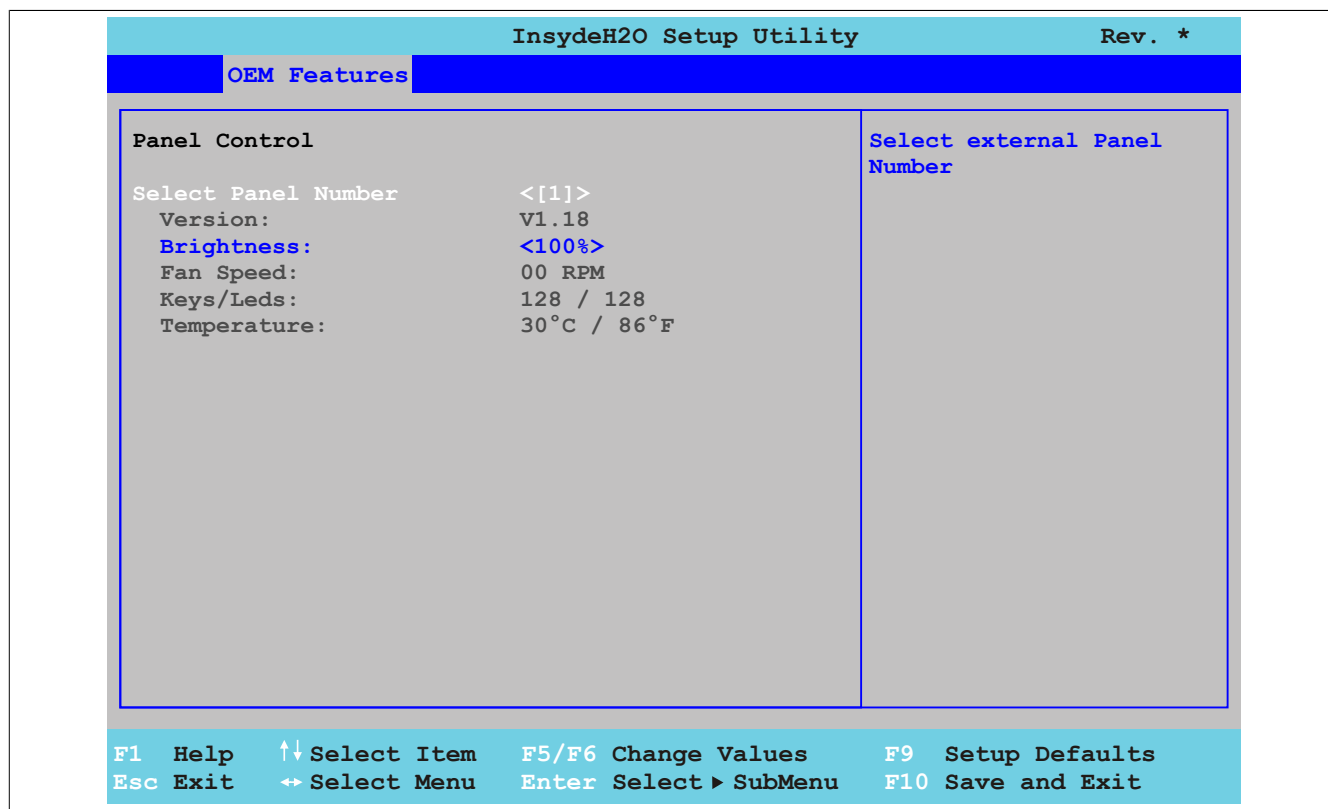 InsydeH2O Setup Utility Rev. *
OEM Features
Panel Control
Select external Panel
Number
Select Panel Number <[1]>
Version: V1.18
Brightness: <100%>
Fan Speed: 00 RPM
Keys/Leds: 128 / 128
Temperature: 30°C / 86°F
F1 Help ↑↓ Select Item F5/F6 Change Values F9 Setup Defaults
Esc Exit ↔ Select Menu Enter Select ▶ SubMenu F10 Save and Exit